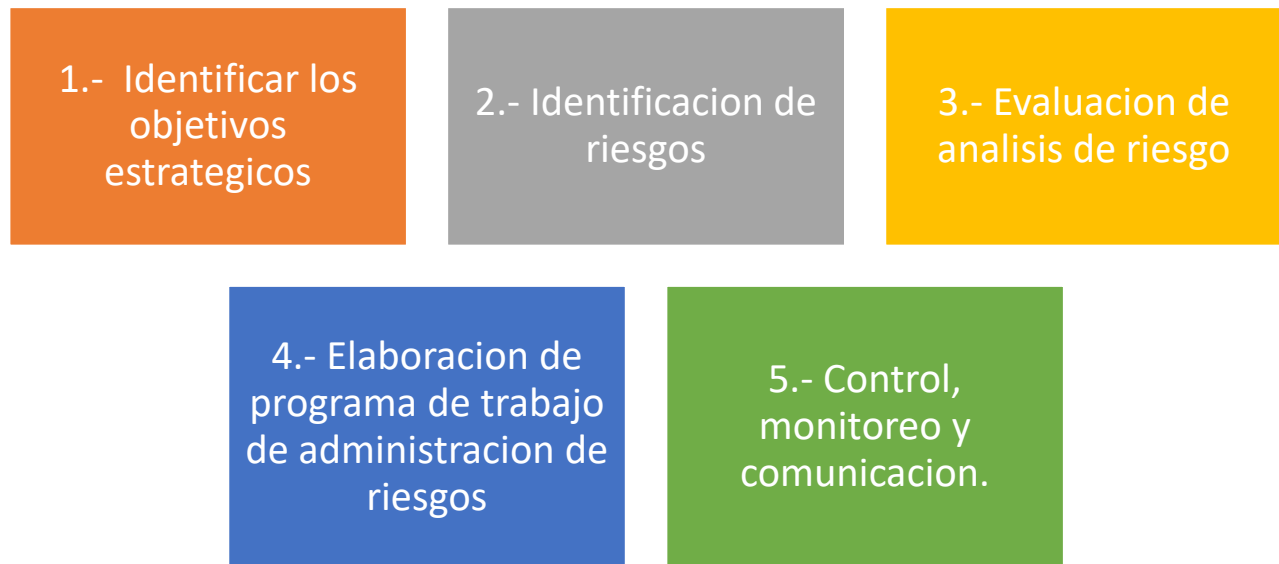 1.- Identificar los
objetivos
estrategicos
2.- Identificacion de
riesgos
3.- Evaluacion de
analisis de riesgo
4.- Elaboracion de
programa de trabajo
de administracion de
riesgos
5.- Control,
monitoreo y
comunicacion.